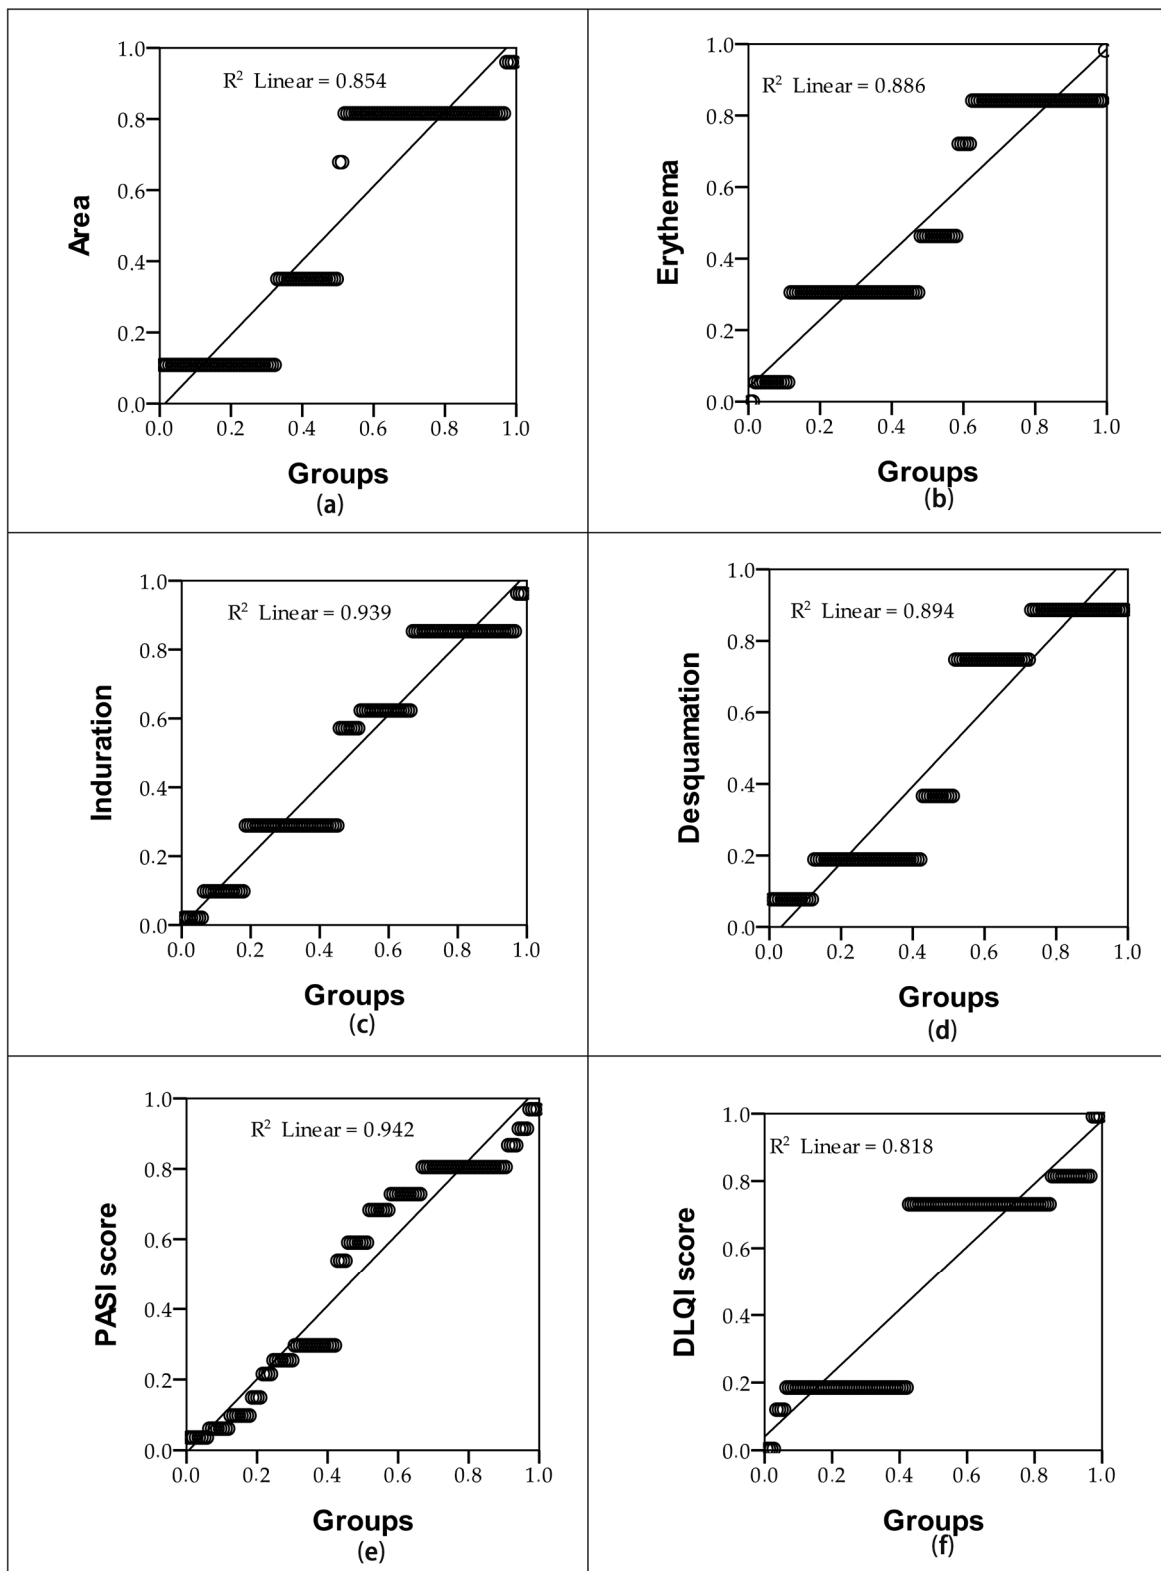 1.0
R² Linear = 0.854
0.8
0.6
Area
0.4
0.2
0.0
0.0 0.2 0.4 0.6 0.8 1.0
Groups
(a)
1.0
R² Linear = 0.886
0.8
0.6
Erythema
0.4
0.2
0.0
0.0 0.2 0.4 0.6 0.8 1.0
Groups
(b)
1.0
R² Linear = 0.939
0.8
0.6
Induration
0.4
0.2
0.0
0.0 0.2 0.4 0.6 0.8 1.0
Groups
(c)
1.0
R² Linear = 0.894
0.8
0.6
Desquamation
0.4
0.2
0.0
0.0 0.2 0.4 0.6 0.8 1.0
Groups
(d)
1.0
R² Linear = 0.942
0.8
0.6
PASI score
0.4
0.2
0.0
0.0 0.2 0.4 0.6 0.8 1.0
Groups
(e)
1.0
R² Linear = 0.818
0.8
0.6
DLQI score
0.4
0.2
0.0
0.0 0.2 0.4 0.6 0.8 1.0
Groups
(f)